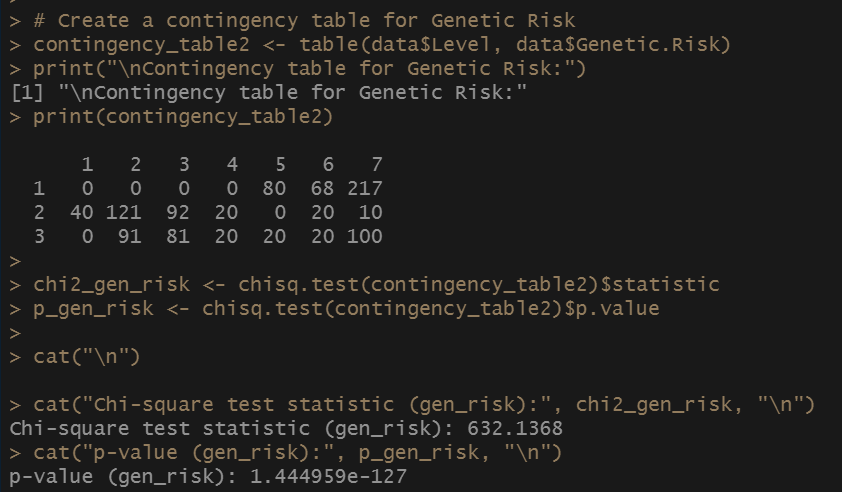 >
> # Create a contingency table for Genetic Risk
> contingency_table2 <- table(data$Level, data$Genetic.Risk)
> print("\nContingency table for Genetic Risk:")
[1] "\nContingency table for Genetic Risk:"
> print(contingency_table2)

      1   2   3   4   5   6   7
  1   0   0   0   0  80  68 217
  2  40 121  92  20   0  20  10
  3   0  91  81  20  20  20 100
>
> chi2_gen_risk <- chisq.test(contingency_table2)$statistic
> p_gen_risk <- chisq.test(contingency_table2)$p.value
>
> cat("\n")

> cat("Chi-square test statistic (gen_risk):", chi2_gen_risk, "\n")
Chi-square test statistic (gen_risk): 632.1368
> cat("p-value (gen_risk):", p_gen_risk, "\n")
p-value (gen_risk): 1.444959e-127